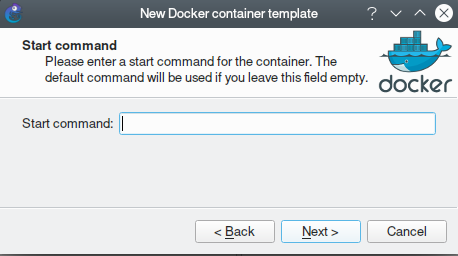 New Docker container template
Start command
Please enter a start command for the container. The
default command will be used if you leave this field empty.
docker
Start command:
< Back
Next >
Cancel